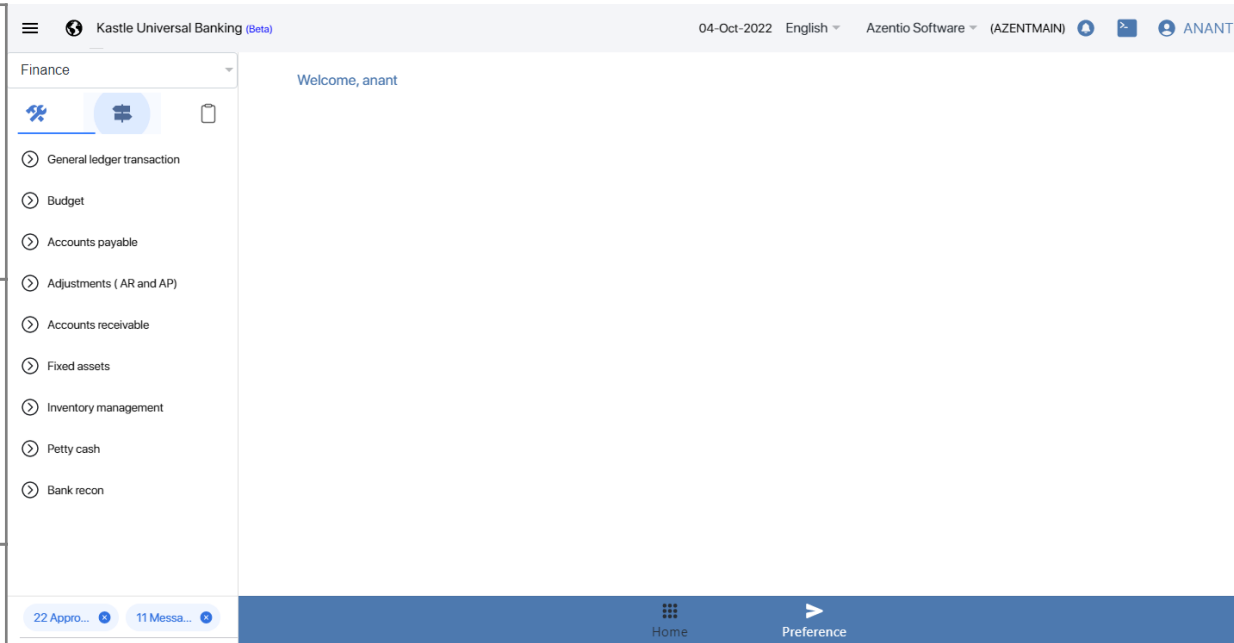 Kastle Universal Banking (Beta)
04-Oct-2022 English Azentio Software (AZENTMAIN) ANANT
Finance
Welcome, anant
General ledger transaction
Budget
Accounts payable
Adjustments ( AR and AP)
Accounts receivable
Fixed assets
Inventory management
Petty cash
Bank recon
22 Appro... 11 Messa...
Home
Preference